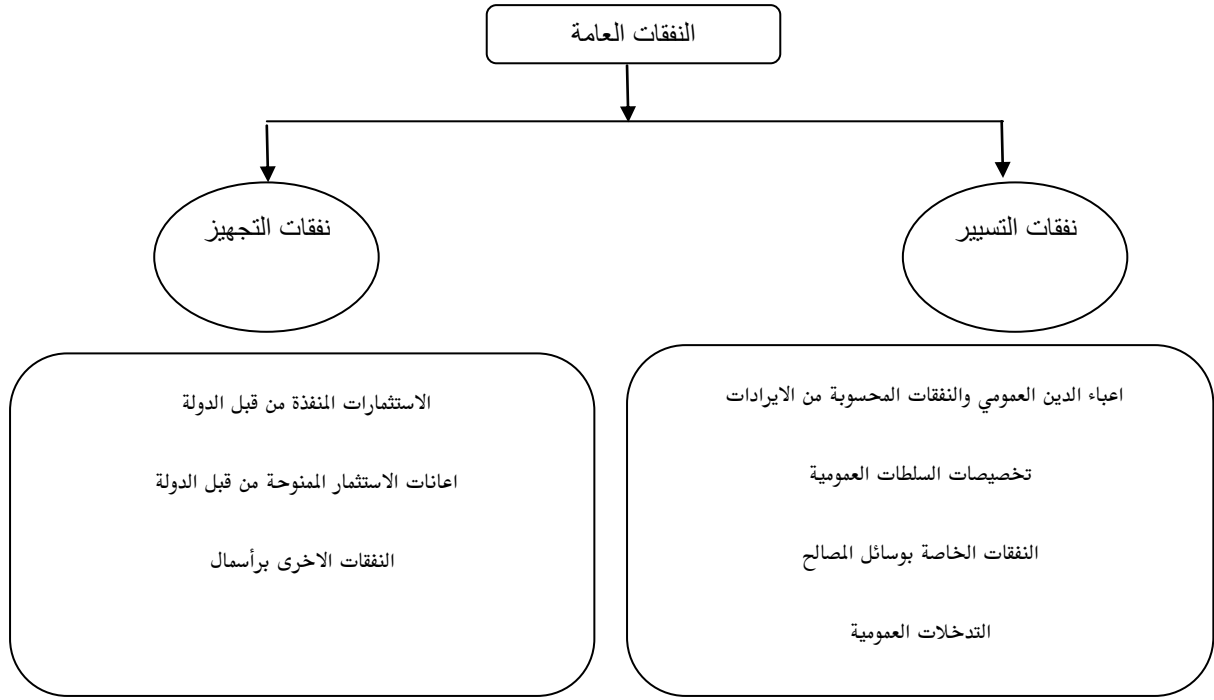 النفقات العامة
نفقات التسيير
نفقات التجهيز
اعباء الدين العمومي والنفقات المحسوبة من الايرادات
تخصيصات السلطات العمومية
النفقات الخاصة بوسائل المصالح
التدخلات العمومية
الاستثمارات المنفذة من قبل الدولة
اعانات الاستثمار الممنوحة من قبل الدولة
النفقات الاخرى برأسمال